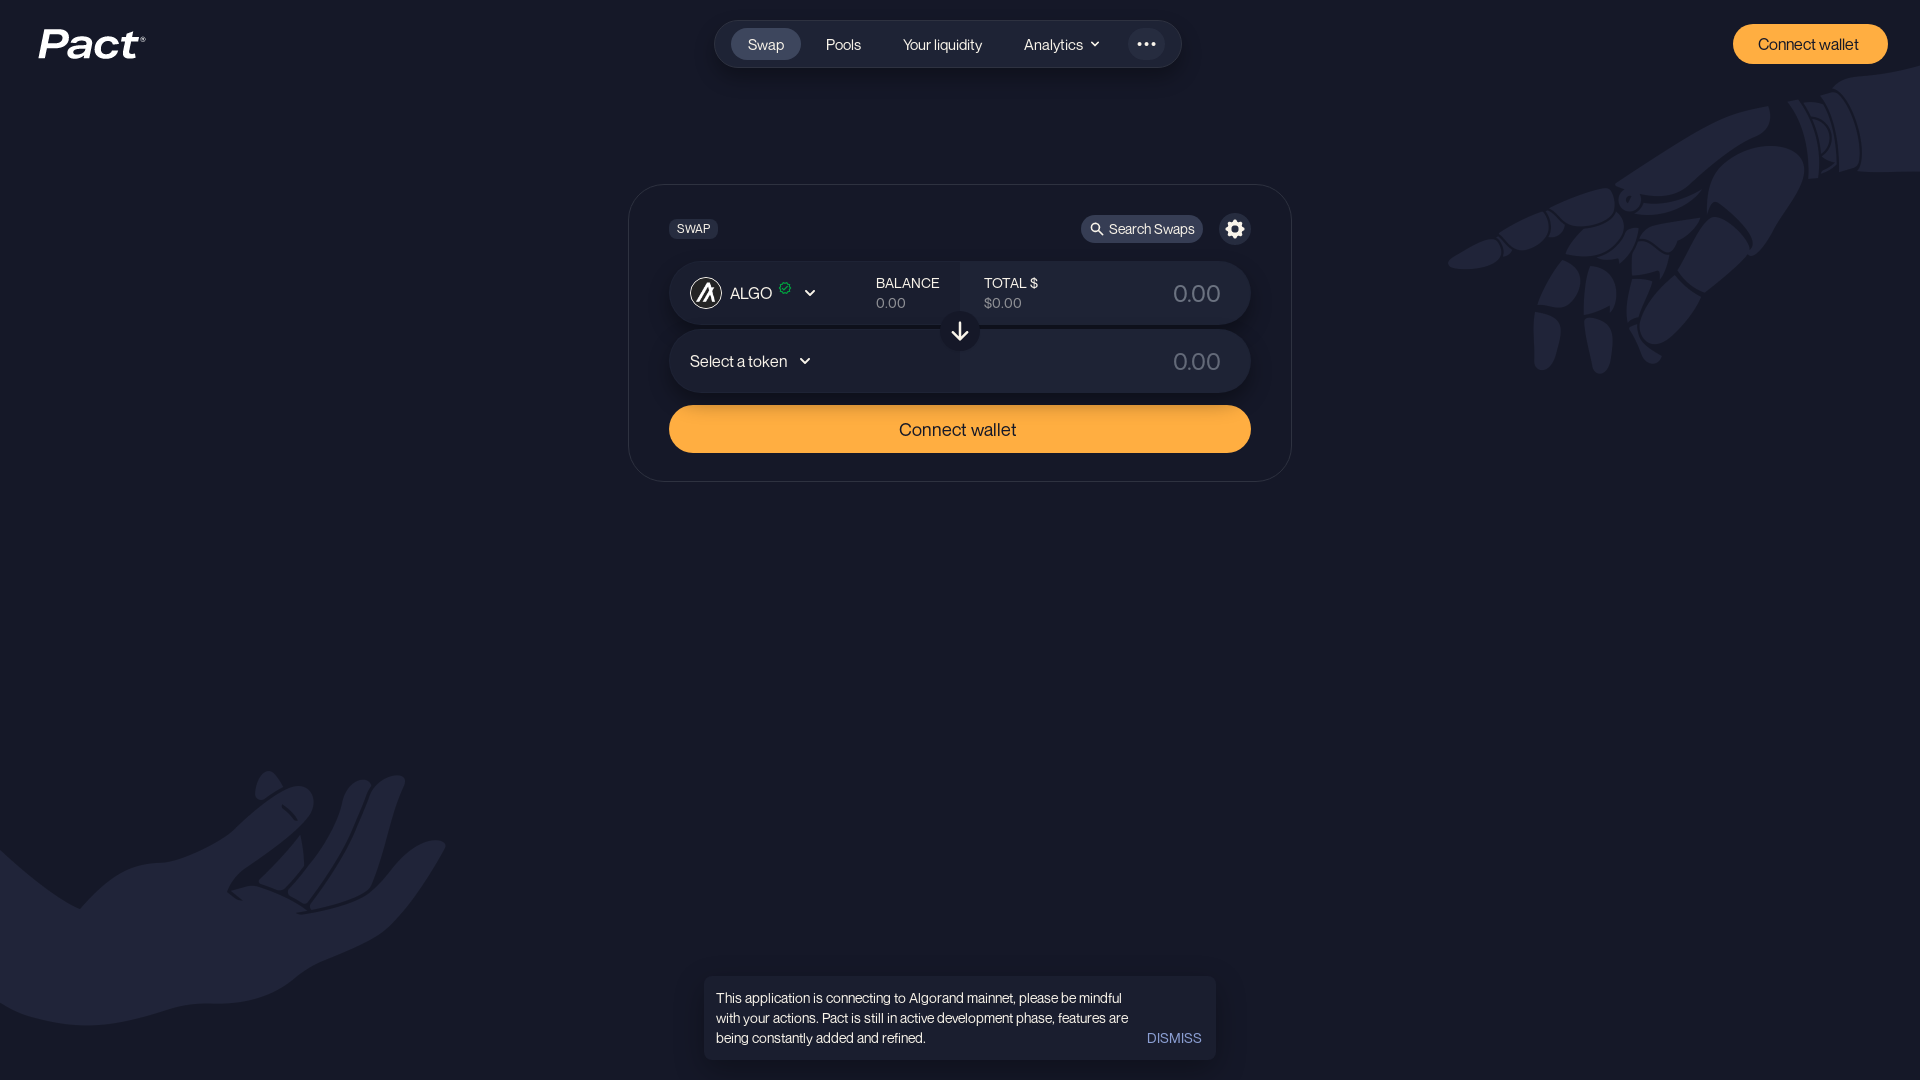 Pact®
Swap
Pools
Your liquidity
Analytics
Connect wallet
SWAP
Search Swaps
ALGO
BALANCE
0.00
TOTAL $
$0.00
0.00
Select a token
0.00
Connect wallet
This application is connecting to Algorand mainnet, please be mindful
with your actions. Pact is still in active development phase, features are
being constantly added and refined.
DISMISS